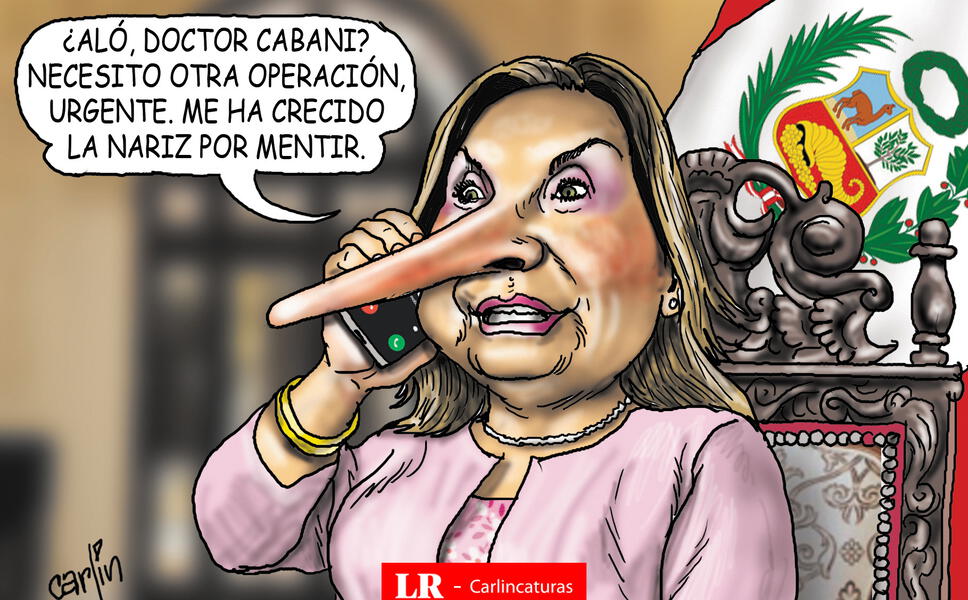 ¿ALÓ, DOCTOR CABANI?
NECESITO OTRA OPERACIÓN,
URGENTE. ME HA CRECIDO
LA NARIZ POR MENTIR.
carlin
LR - Carlincaturas